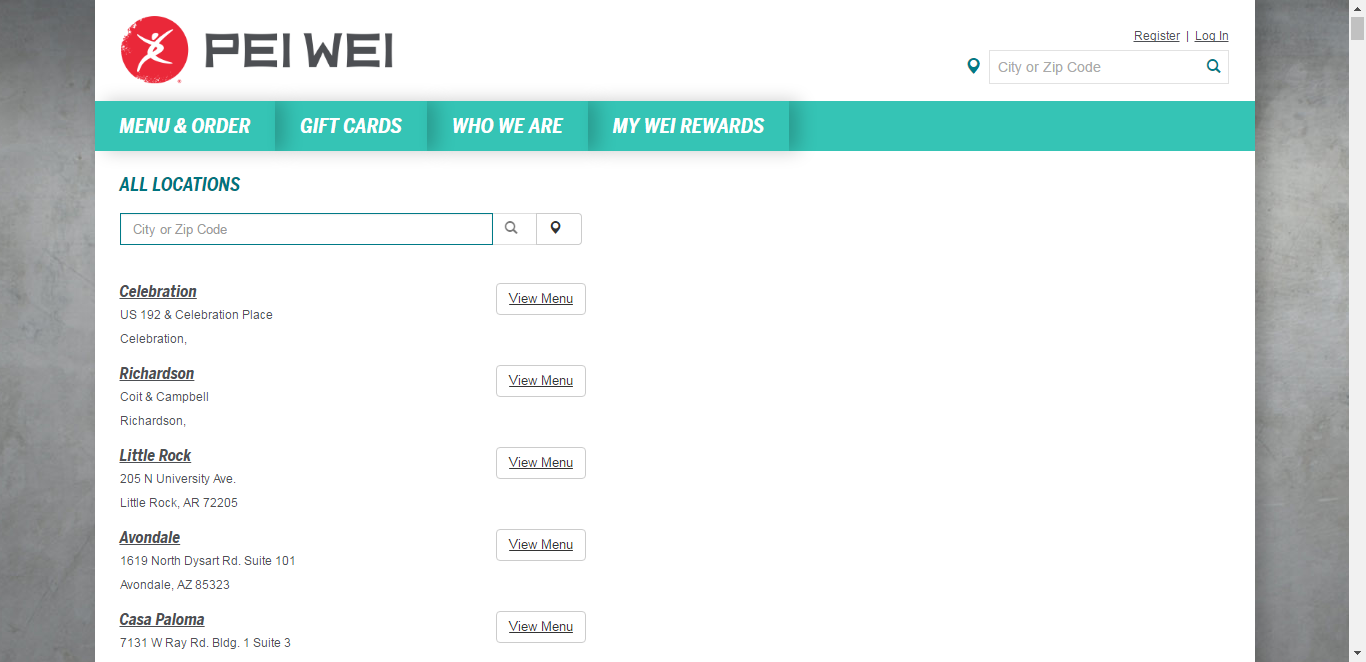 PEI WEI
Register | Log In
City or Zip Code
MENU & ORDER GIFT CARDS WHO WE ARE MY WEI REWARDS
ALL LOCATIONS
City or Zip Code
Celebration
View Menu
US 192 & Celebration Place
Celebration,
Richardson
View Menu
Coit & Campbell
Richardson,
Little Rock
View Menu
205 N University Ave.
Little Rock, AR 72205
Avondale
View Menu
1619 North Dysart Rd. Suite 101
Avondale, AZ 85323
Casa Paloma
View Menu
7131 W Ray Rd. Bldg. 1 Suite 3